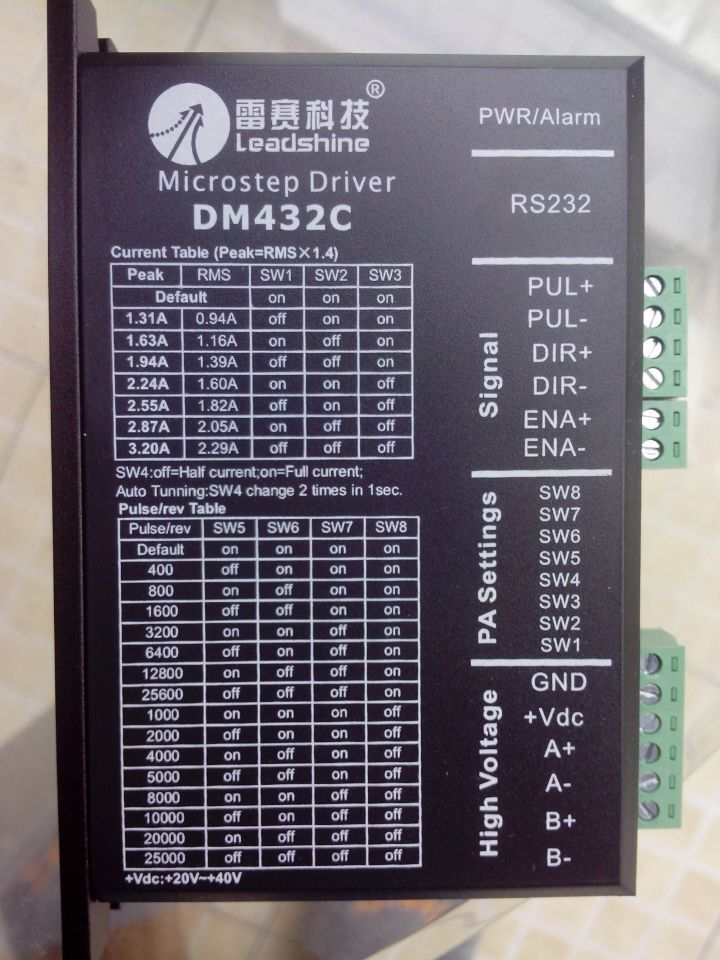 雷赛科技®
Leadshine
Microstep Driver
DM432C
Current Table (Peak=RMS×1.4)
Peak RMS SW1 SW2 SW3
Default on on on
1.31A 0.94A off on on
1.63A 1.16A on off on
1.94A 1.39A off off on
2.24A 1.60A on on off
2.55A 1.82A off on off
2.87A 2.05A on off off
3.20A 2.29A off off off
SW4:off=Half current;on=Full current;
Auto Tunning:SW4 change 2 times in 1sec.
Pulse/rev Table
Pulse/rev SW5 SW6 SW7 SW8
Default on on on on
400 off on on on
800 on off on on
1600 off off on on
3200 on on off on
6400 off on off on
12800 on off off on
25600 off off off on
1000 on on on off
2000 off on on off
4000 on off on off
5000 off off on off
8000 on on off off
10000 off on off off
20000 on off off off
25000 off off off off
+Vdc:+20V~+40V
PWR/Alarm
RS232
Signal
PUL+
PUL-
DIR+
DIR-
ENA+
ENA-
PA Settings
SW8
SW7
SW6
SW5
SW4
SW3
SW2
SW1
High Voltage
GND
+Vdc
A+
A-
B+
B-